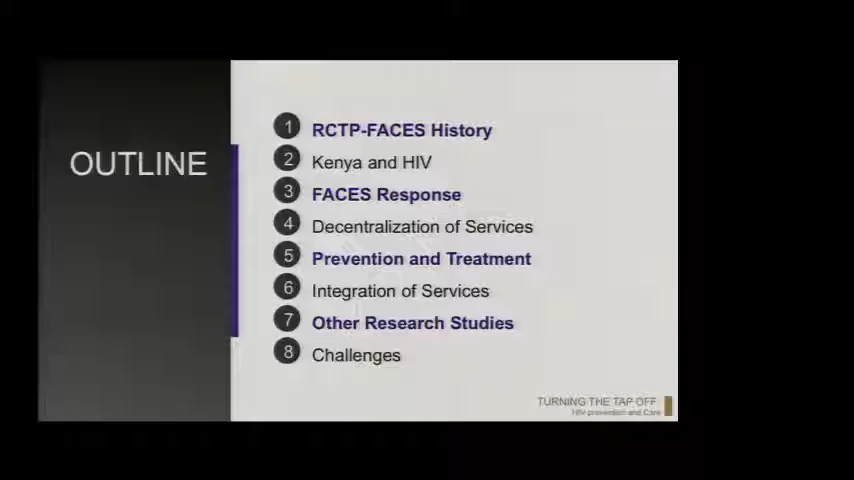 OUTLINE
1 RCTP-FACES History
2 Kenya and HIV
3 FACES Response
4 Decentralization of Services
5 Prevention and Treatment
6 Integration of Services
7 Other Research Studies
8 Challenges
TURNING THE TAP OFF
HIV prevention and Care